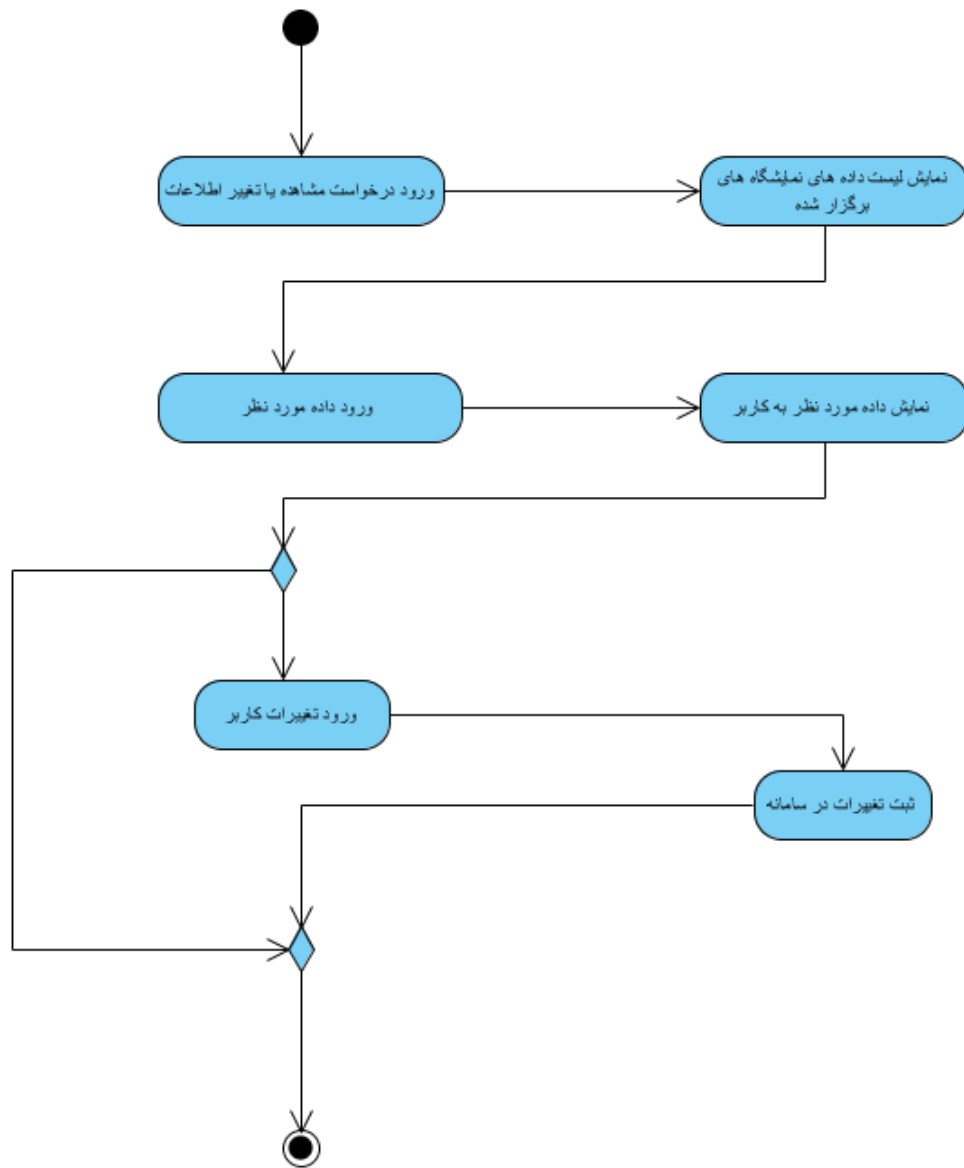 ورود درخواست مشاهده یا تغییر اطلاعات
نمایش لیست داده های نمایشگاه های
برگزار شده
ورود داده مورد نظر
نمایش داده مورد نظر به کاربر
ورود تغییرات کاربر
ثبت تغییرات در سامانه